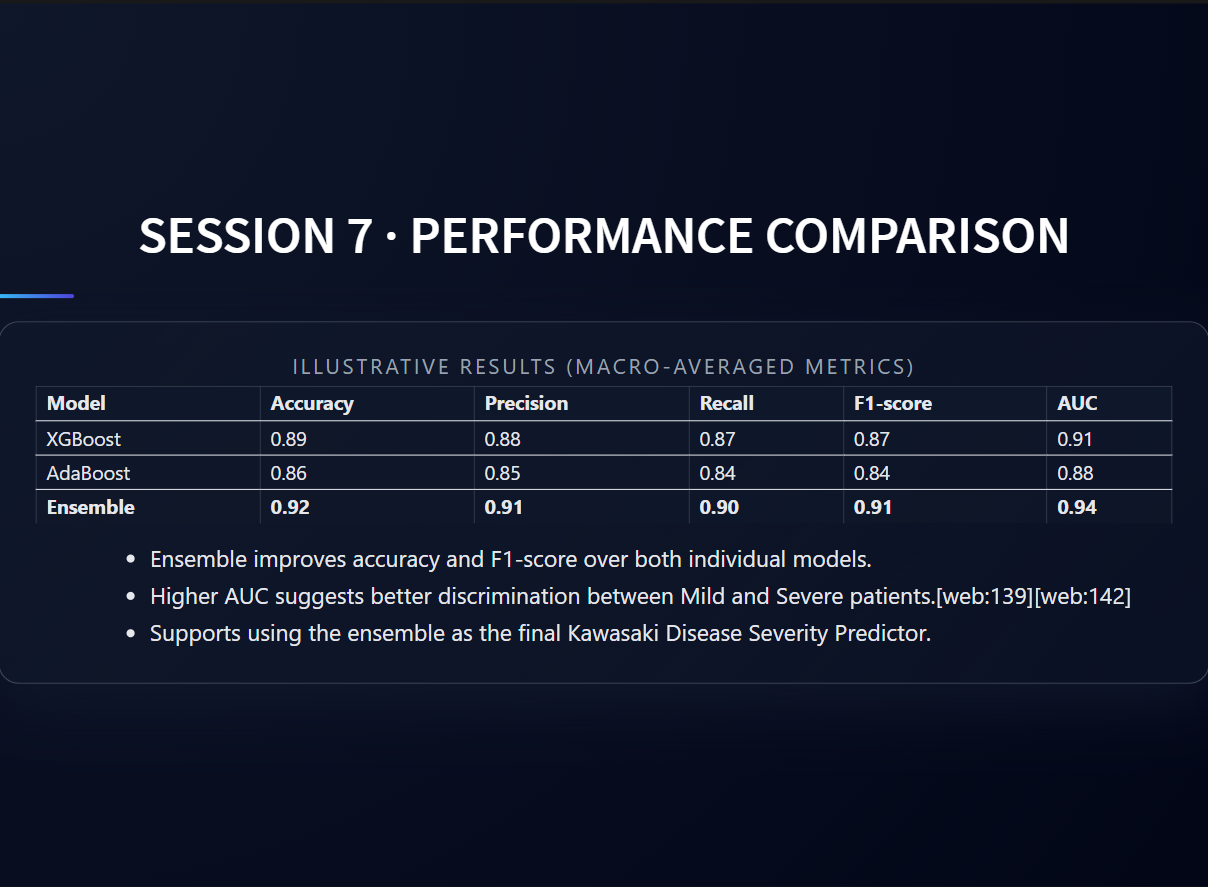 SESSION 7 · PERFORMANCE COMPARISON
ILLUSTRATIVE RESULTS (MACRO-AVERAGED METRICS)
Model Accuracy Precision Recall F1-score AUC
XGBoost 0.89 0.88 0.87 0.87 0.91
AdaBoost 0.86 0.85 0.84 0.84 0.88
Ensemble 0.92 0.91 0.90 0.91 0.94
• Ensemble improves accuracy and F1-score over both individual models.
• Higher AUC suggests better discrimination between Mild and Severe patients.[web:139][web:142]
• Supports using the ensemble as the final Kawasaki Disease Severity Predictor.